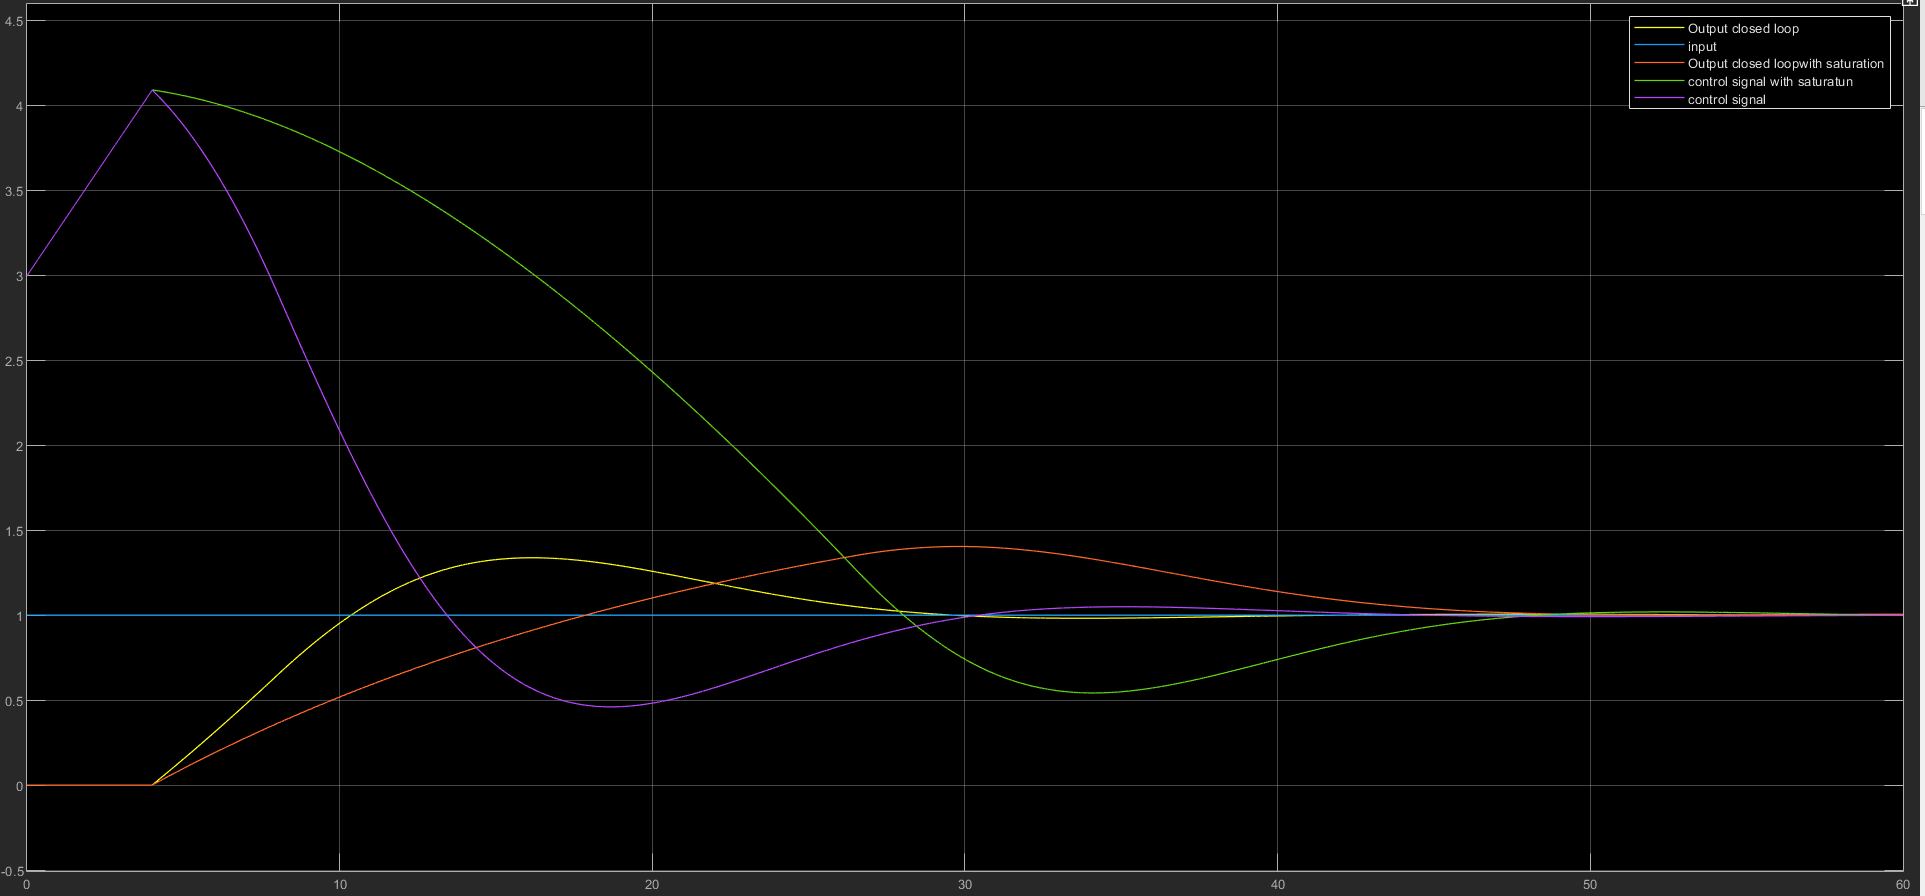 4.5
4
3.5
3
2.5
2
1.5
1
0.5
0
-0.5
0 10 20 30 40 50 60
Output closed loop
input
Output closed loopwith saturation
control signal with saturatun
control signal